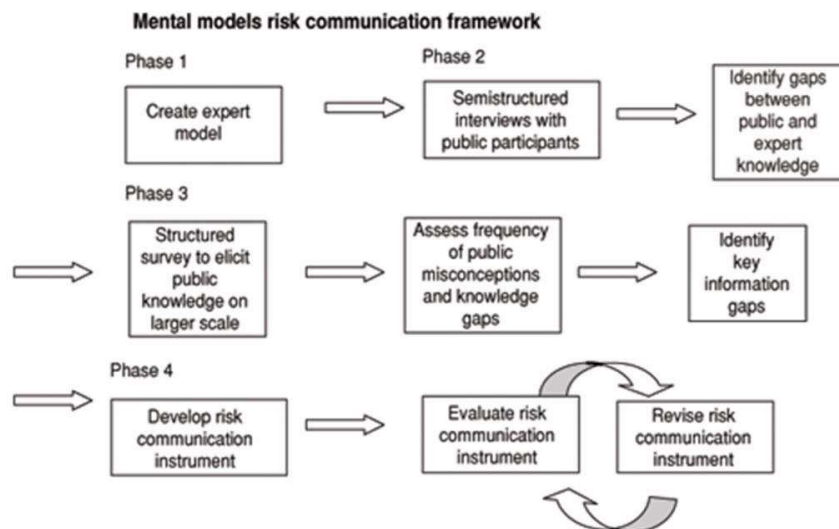 Mental models risk communication framework
Phase 1
Create expert
model
Phase 2
Semistructured
interviews with
public participants
Identify gaps
between
public and
expert
knowledge
Phase 3
Structured
survey to elicit
public
knowledge on
larger scale
Assess frequency
of public
misconceptions
and knowledge
gaps
Identify
key
information
gaps
Phase 4
Develop risk
communication
instrument
Evaluate risk
communication
instrument
Revise risk
communication
instrument